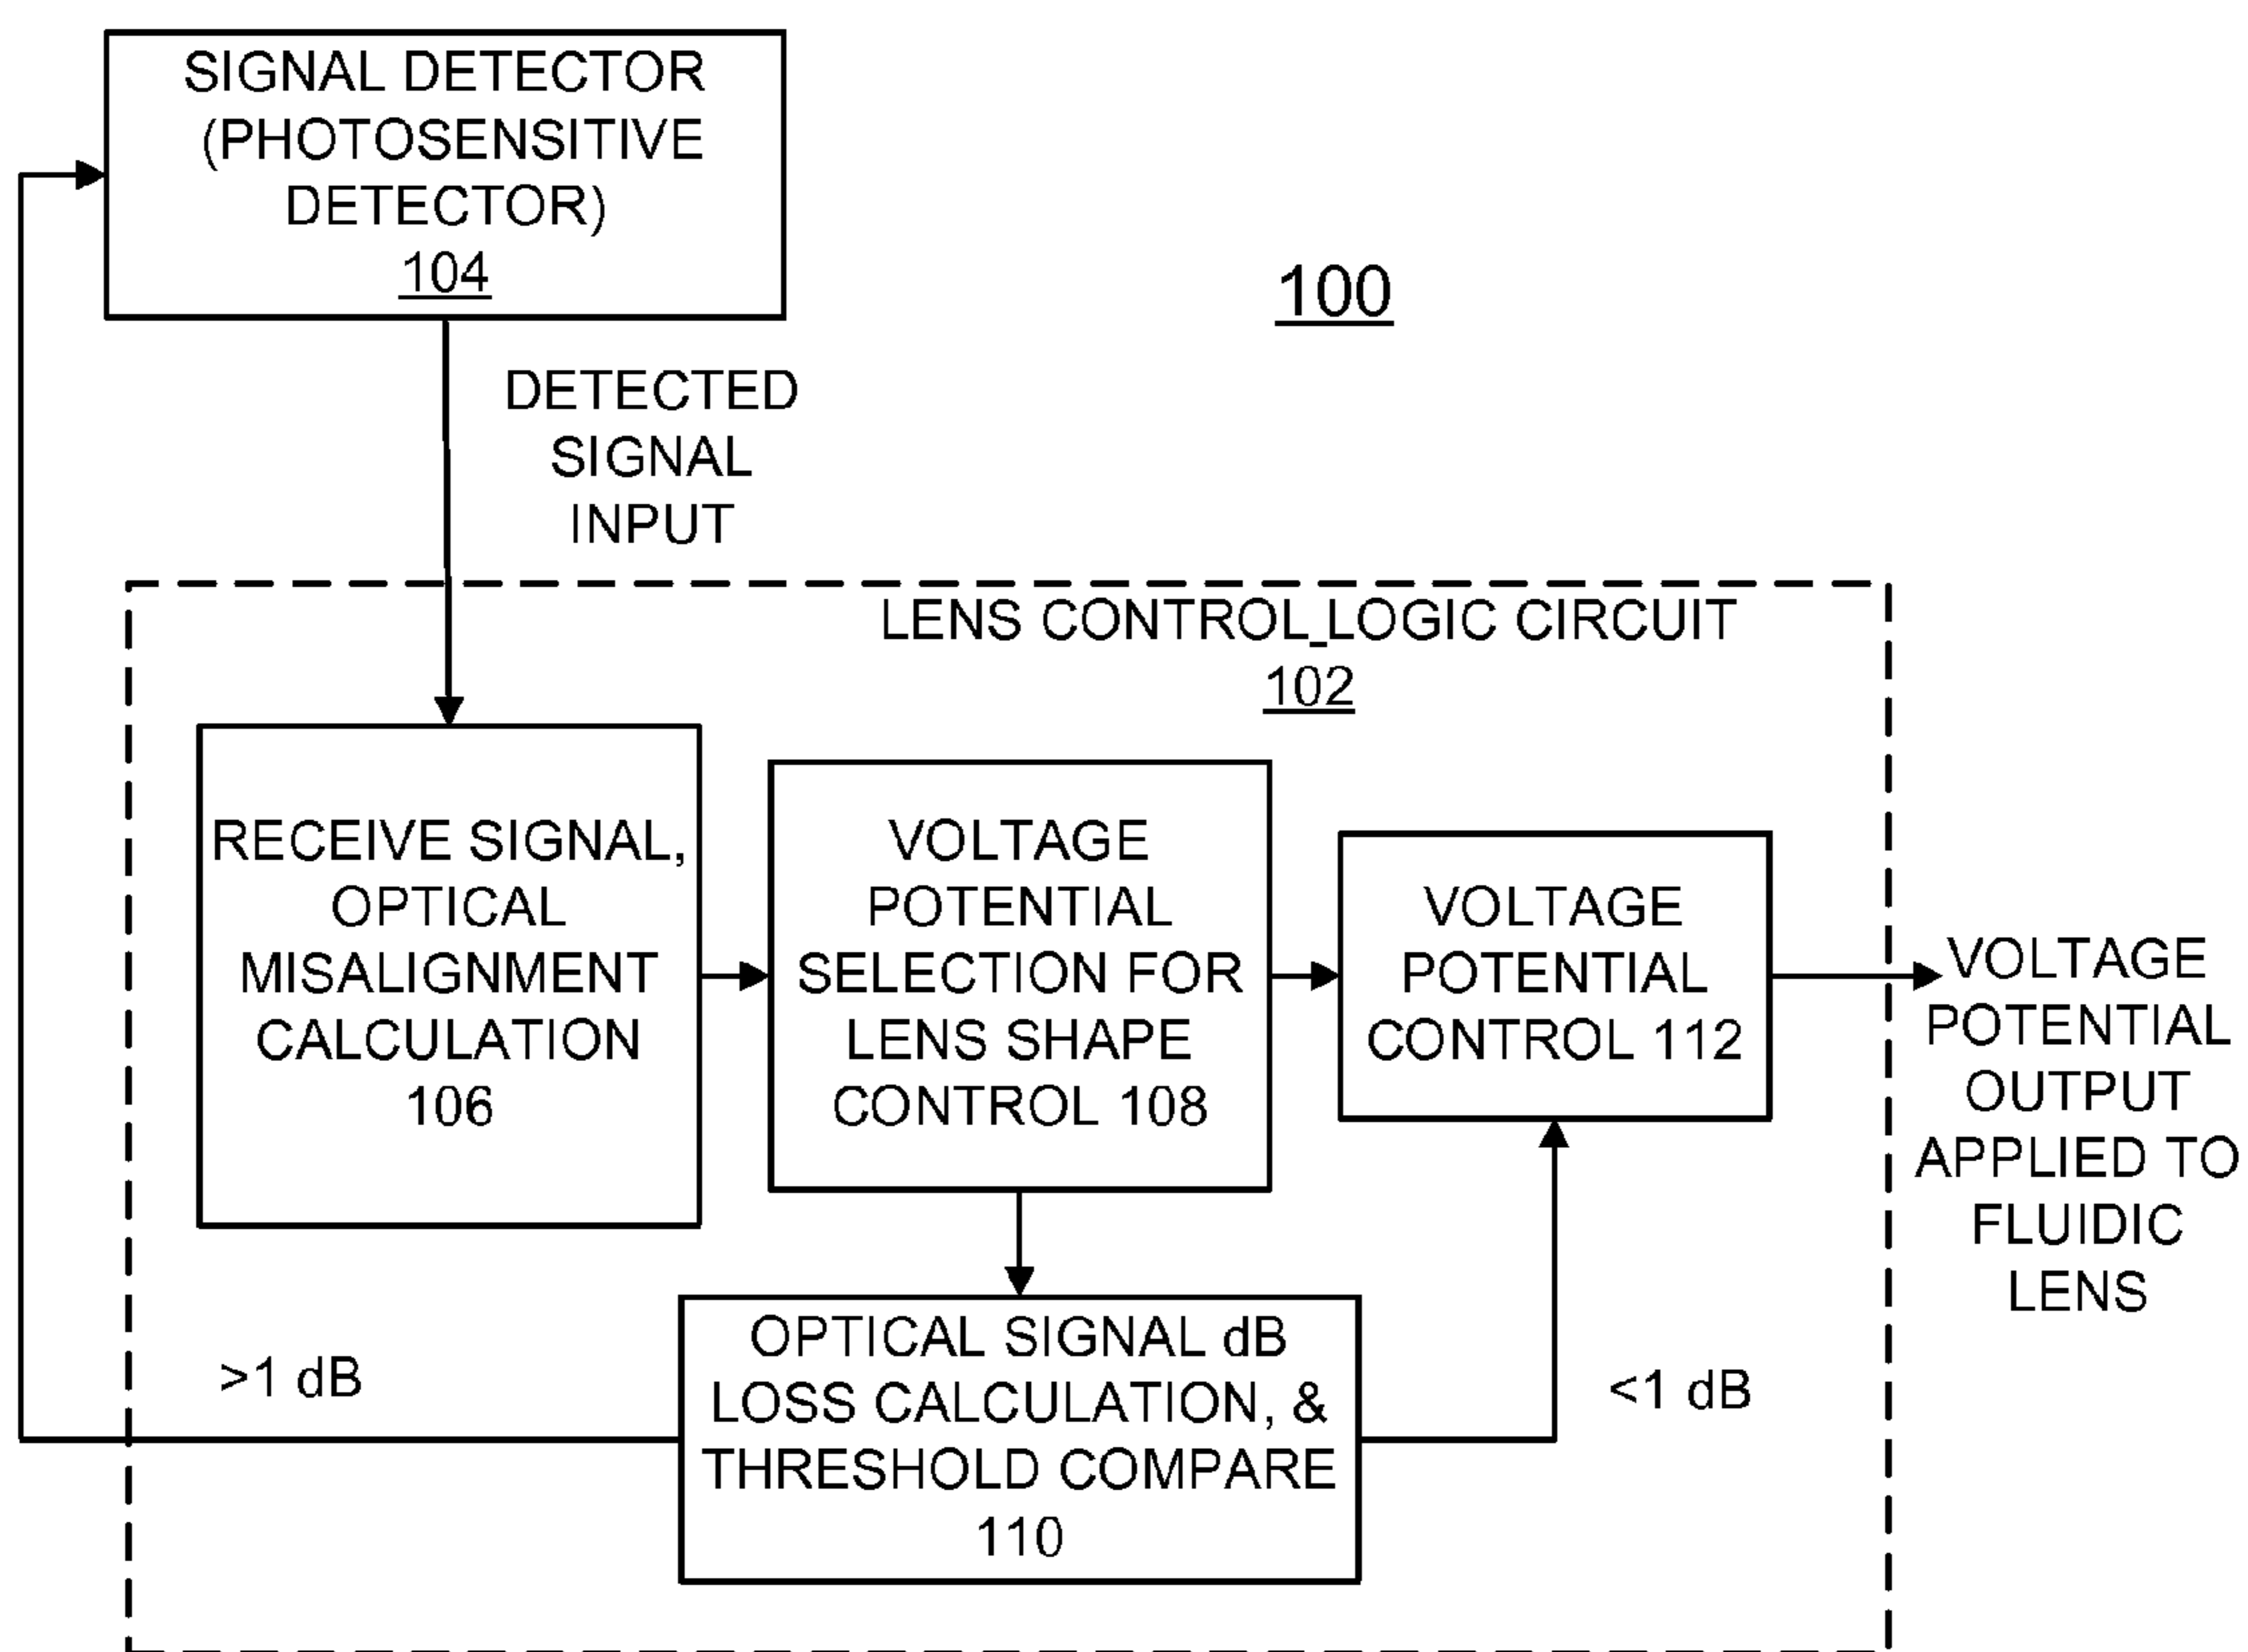 SIGNAL DETECTOR
(PHOTOSENSITIVE
DETECTOR)
104
100
DETECTED
SIGNAL
INPUT
LENS CONTROL LOGIC CIRCUIT
102
RECEIVE SIGNAL,
OPTICAL
MISALIGNMENT
CALCULATION
106
VOLTAGE
POTENTIAL
SELECTION FOR
LENS SHAPE
CONTROL 108
VOLTAGE
POTENTIAL
CONTROL 112
VOLTAGE
POTENTIAL
OUTPUT
APPLIED TO
FLUIDIC
LENS
>1 dB
OPTICAL SIGNAL dB
LOSS CALCULATION, &
THRESHOLD COMPARE
110
<1 dB